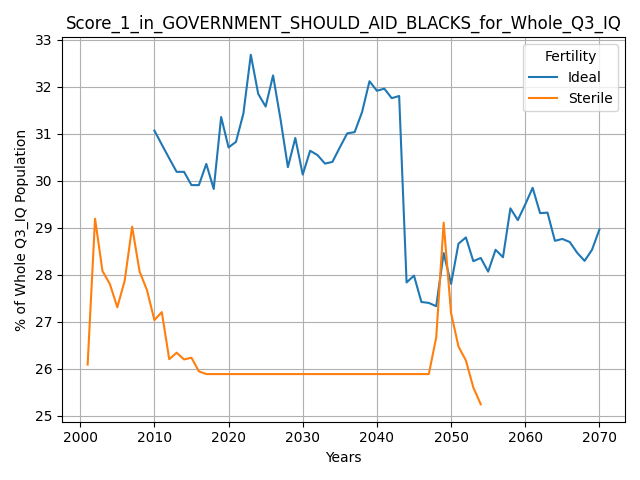 Score_1_in_GOVERNMENT_SHOULD_AID_BLACKS_for_Whole_Q3_IQ
Fertility
Ideal
Sterile
% of Whole Q3_IQ Population
33
32
31
30
29
28
27
26
25
2000 2010 2020 2030 2040 2050 2060 2070
Years